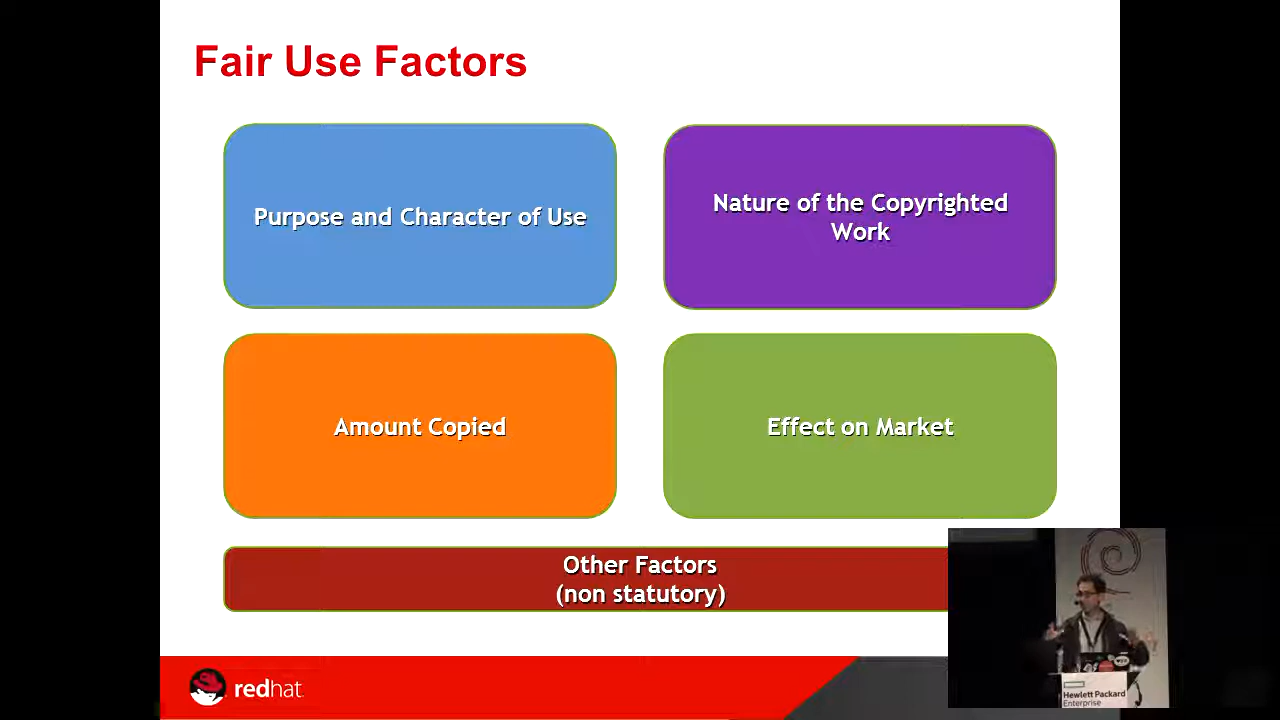 Fair Use Factors
Purpose and Character of Use
Nature of the Copyrighted
Work
Amount Copied
Effect on Market
Other Factors
(non statutory)
redhat
Hewlett Packard
Enterprise